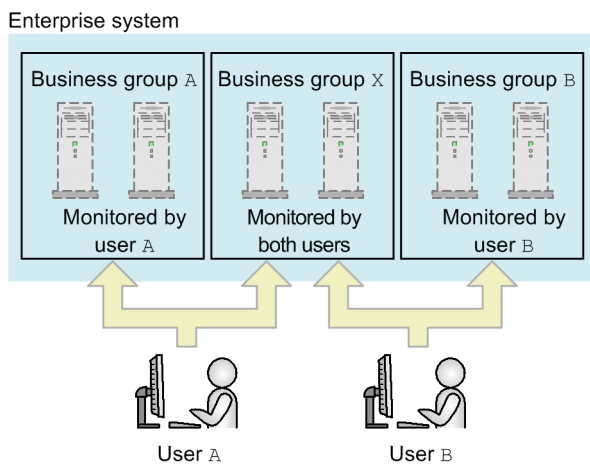 Enterprise system
Business group A
Monitored by
user A
Business group X
Monitored by
both users
Business group B
Monitored by
user B
User A
User B